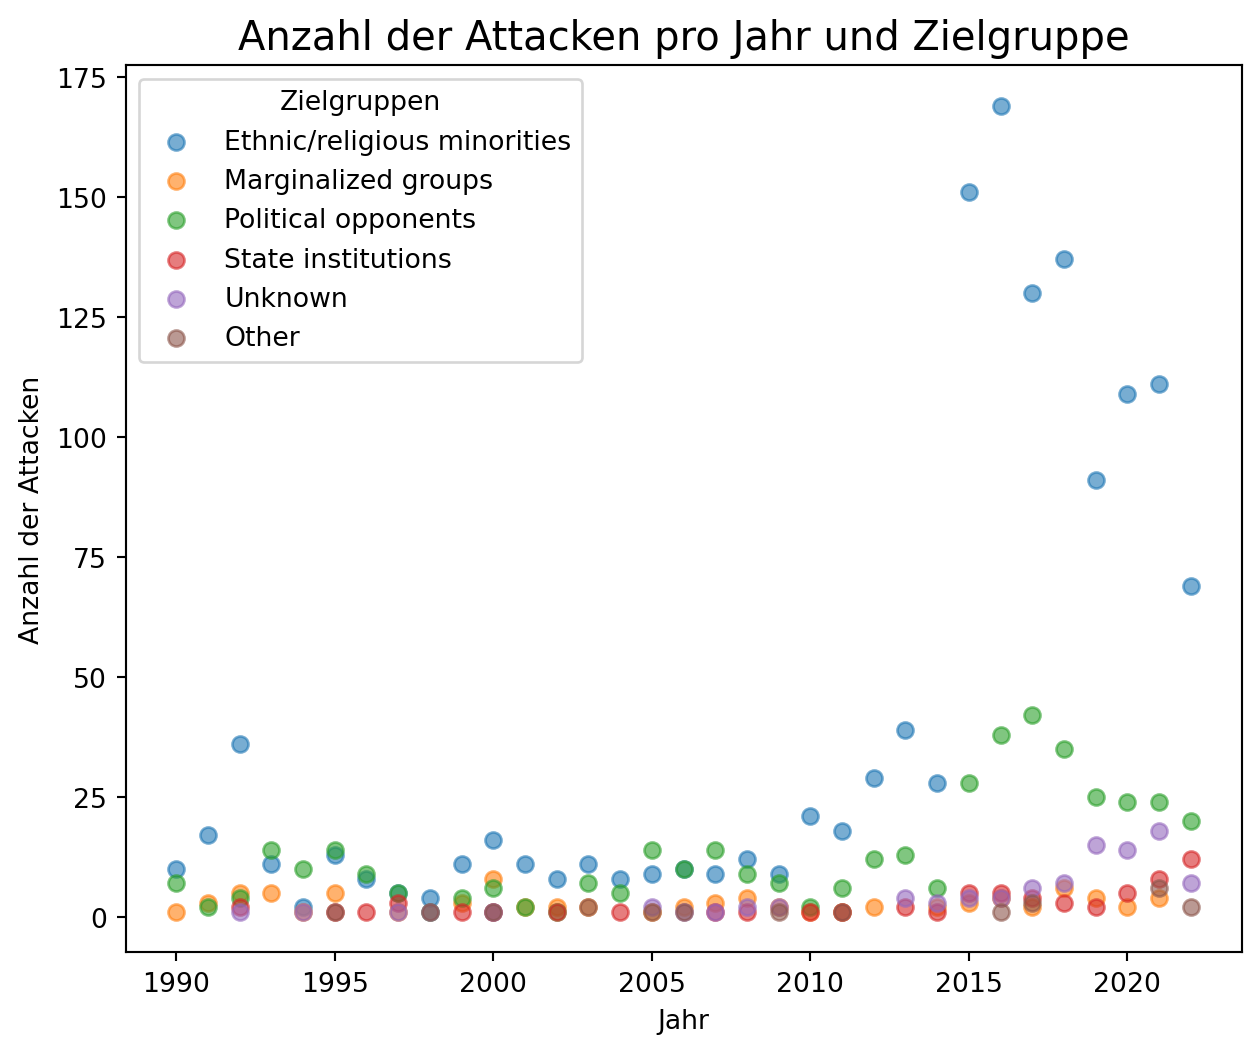 Anzahl der Attacken pro Jahr und Zielgruppe
Zielgruppen
Ethnic/religious minorities
Marginalized groups
Political opponents
State institutions
Unknown
Other
Anzahl der Attacken
175
150
125
100
75
50
25
0
1990 1995 2000 2005 2010 2015 2020
Jahr